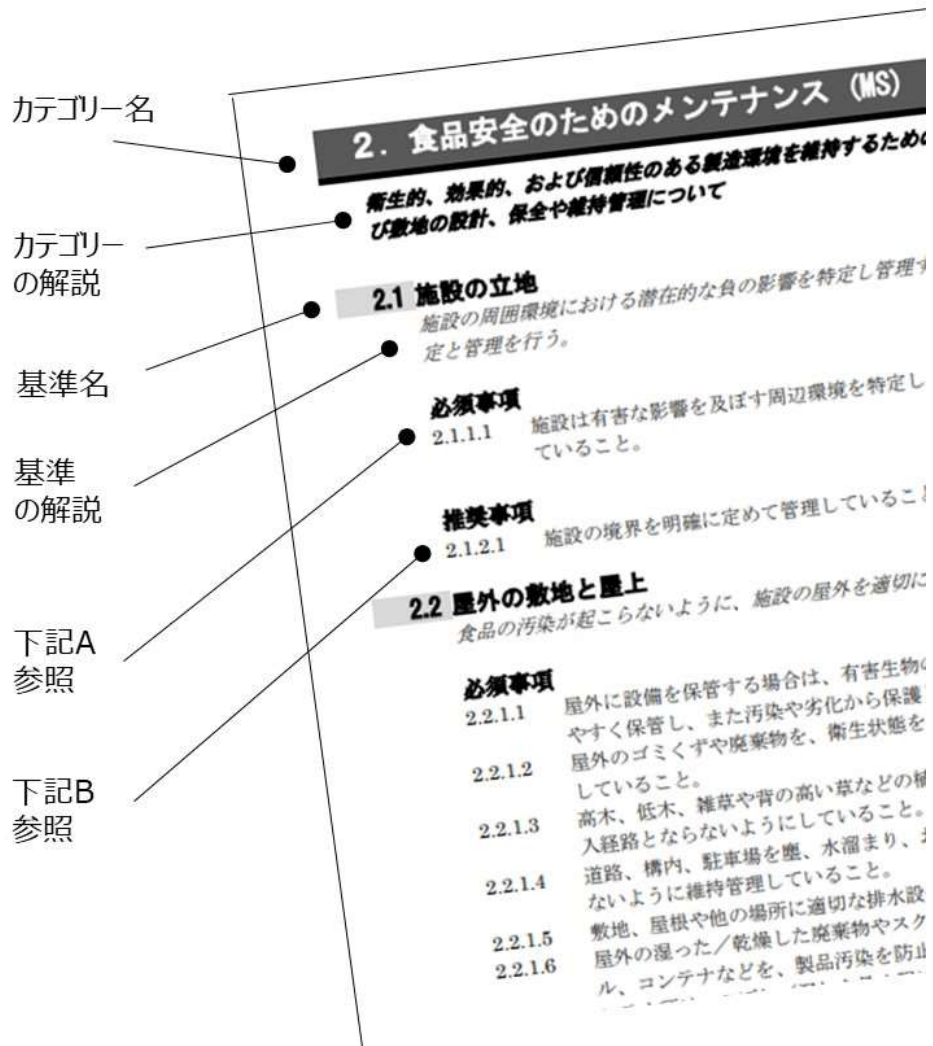 カテゴリー名
カテゴリー
の解説
基準名
基準
の解説
下記A
参照
下記B
参照
2. 食品安全のためのメンテナンス (MS)
衛生的、効果的、および信頼性のある製造環境を維持するための
び敷地の設計、保全や維持管理について
2.1 施設の立地
施設の周囲環境における潜在的な負の影響を特定し管理す
定と管理を行う。
必須事項
2.1.1.1 施設は有害な影響を及ぼす周辺環境を特定し
ていること。
推奨事項
2.1.2.1 施設の境界を明確に定めて管理していること
2.2 屋外の敷地と屋上
食品の汚染が起こらないように、施設の屋外を適切に
必須事項
2.2.1.1 屋外に設備を保管する場合は、有害生物の
やすく保管し、また汚染や劣化から保護
2.2.1.2 屋外のゴミくずや廃棄物を、衛生状態を
していること。
2.2.1.3 高木、低木、雑草や背の高い草などの植
入経路とならないようにしていること。
2.2.1.4 道路、構内、駐車場を塵、水溜まり、お
ないように維持管理していること。
2.2.1.5 敷地、屋根や他の場所に適切な排水設
2.2.1.6 屋外の湿った／乾燥した廃棄物やスク
ル、コンテナなどを、製品汚染を防止